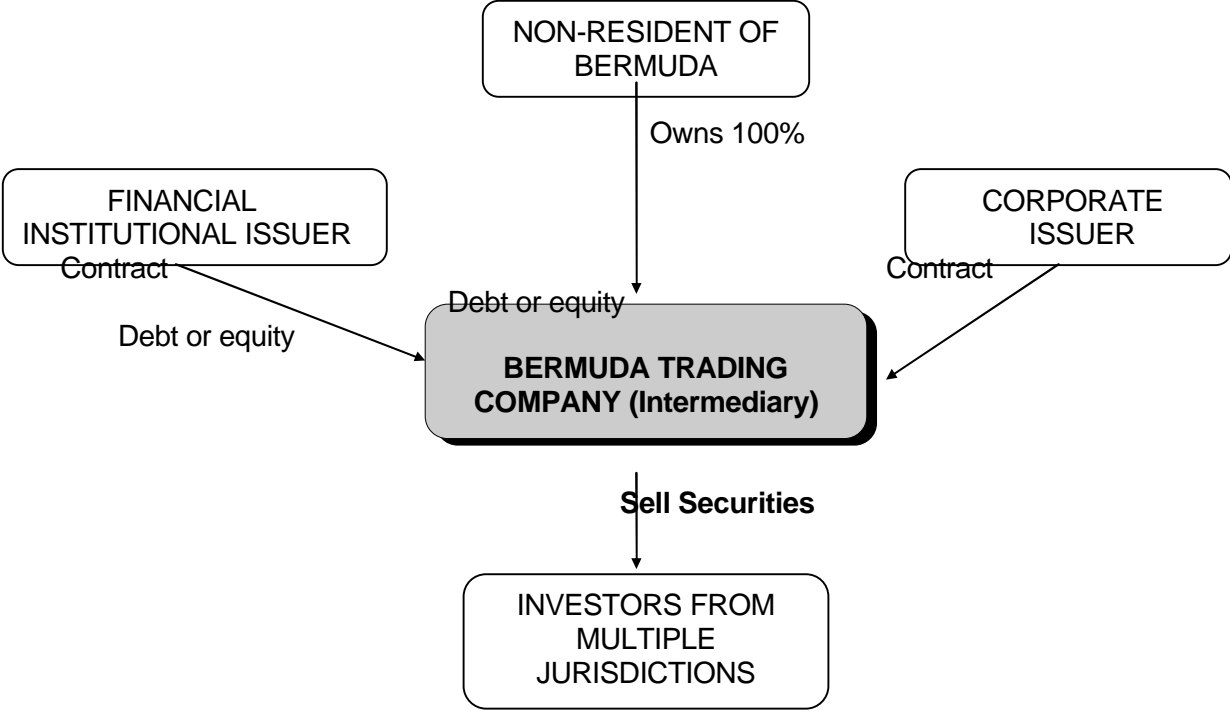 NON-RESIDENT OF
BERMUDA
Owns 100%
FINANCIAL
INSTITUTIONAL ISSUER
CORPORATE
ISSUER
Contract
Contract
Debt or equity
Debt or equity
BERMUDA TRADING
COMPANY (Intermediary)
Sell Securities
INVESTORS FROM
MULTIPLE
JURISDICTIONS